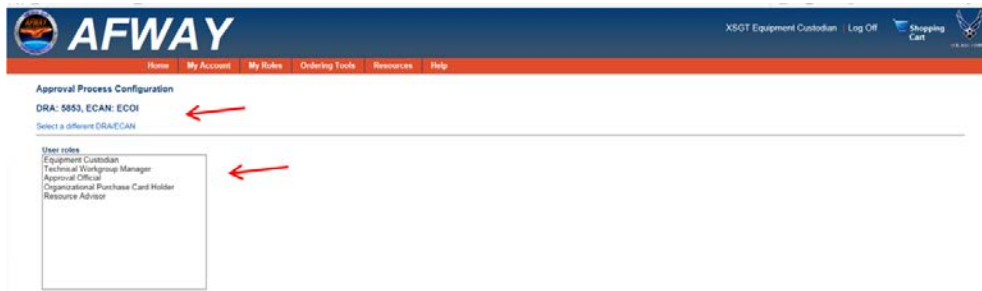 AFWAY
XSGT Equipment Custodian | Log Off
Shopping
Cart
Home My Account My Roles Ordering Tools Resources Help
Approval Process Configuration
DRA: 5853, ECAN: ECOI
Select a different DRA/ECAN
User roles
Equipment Custodian
Technical Workgroup Manager
Approval Official
Organizational Purchase Card Holder
Resource Advisor